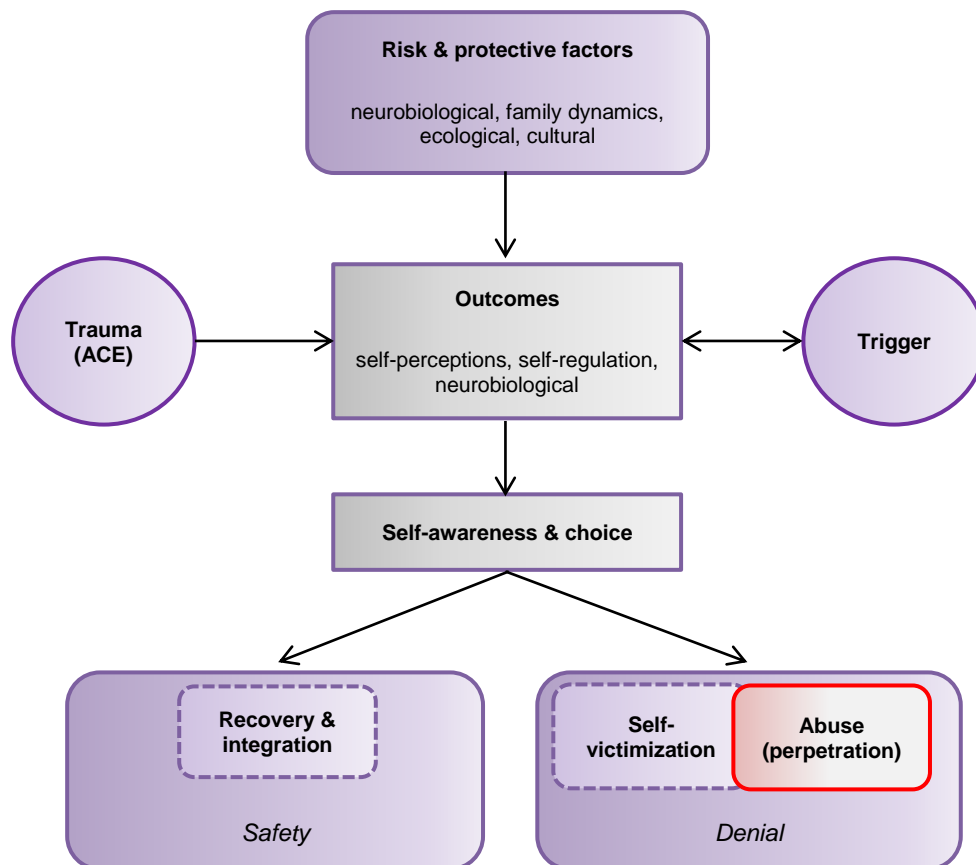 Risk & protective factors
neurobiological, family dynamics,
ecological, cultural
Trauma
(ACE)
Outcomes
self-perceptions, self-regulation,
neurobiological
Trigger
Self-awareness & choice
Recovery &
integration
Safety
Self-
victimization
Abuse
(perpetration)
Denial